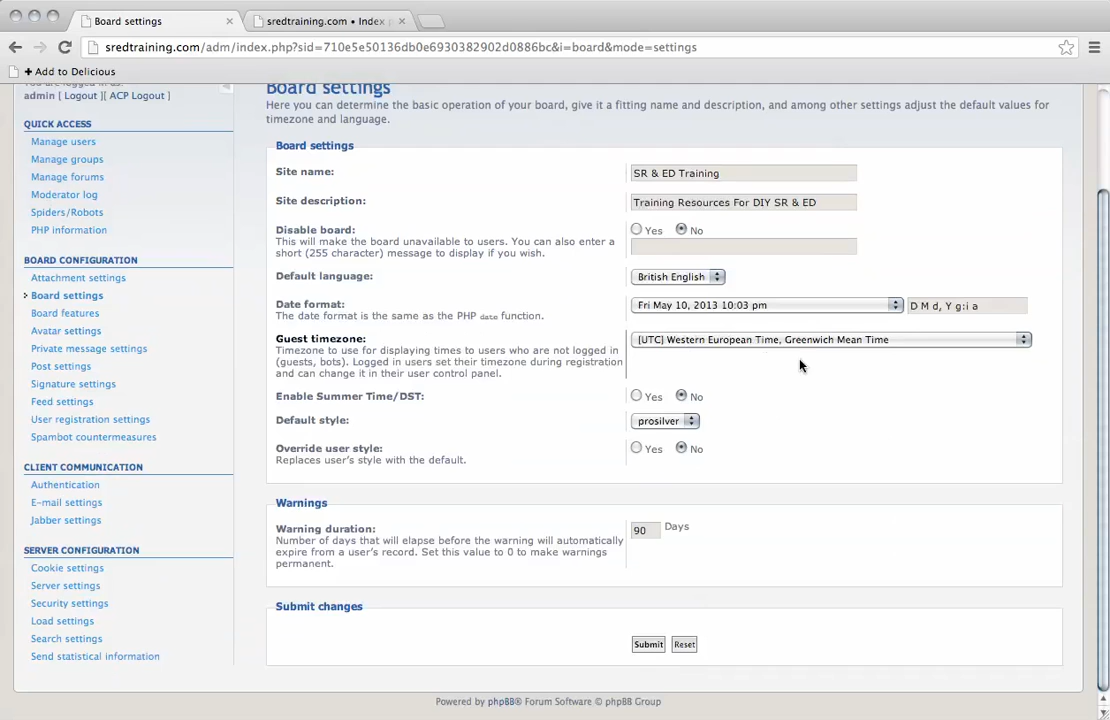 Board settings
sredtraining.com • Index
sredtraining.com/adm/index.php?sid=710e5e50136db0e6930382902d0886bc&i=board&mode=settings
+ Add to Delicious
admin [ Logout ][ ACP Logout ]
QUICK ACCESS
Manage users
Manage groups
Manage forums
Moderator log
Spiders/Robots
PHP information
BOARD CONFIGURATION
Attachment settings
Board settings
Board features
Avatar settings
Private message settings
Post settings
Signature settings
Feed settings
User registration settings
Spambot countermeasures
CLIENT COMMUNICATION
Authentication
E-mail settings
Jabber settings
SERVER CONFIGURATION
Cookie settings
Server settings
Security settings
Load settings
Search settings
Send statistical information
Board settings
Here you can determine the basic operation of your board, give it a fitting name and description, and among other settings adjust the default values for
timezone and language.
Board settings
Site name:
SR & ED Training
Site description:
Training Resources For DIY SR & ED
Disable board:
This will make the board unavailable to users. You can also enter a
short (255 character) message to display if you wish.
Yes No
Default language:
British English
Date format:
The date format is the same as the PHP date function.
Fri May 10, 2013 10:03 pm
D M d, Y g:i a
Guest timezone:
Timezone to use for displaying times to users who are not logged in
(guests, bots). Logged in users set their timezone during registration
and can change it in their user control panel.
[UTC] Western European Time, Greenwich Mean Time
Enable Summer Time/DST:
Yes No
Default style:
prosilver
Override user style:
Replaces user's style with the default.
Yes No
Warnings
Warning duration:
Number of days that will elapse before the warning will automatically
expire from a user's record. Set this value to 0 to make warnings
permanent.
90 Days
Submit changes
Submit Reset
Powered by phpBB® Forum Software © phpBB Group